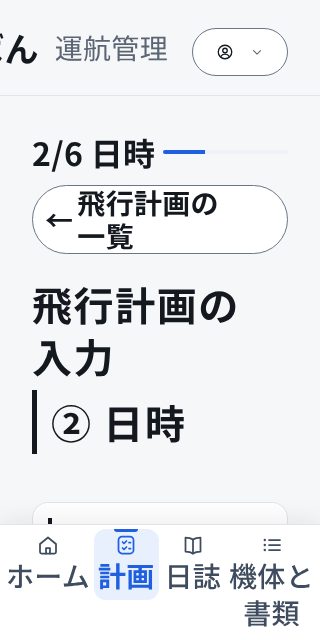 ん 運航管理
2/6 日時
← 飛行計画の
一覧
飛行計画の
入力
② 日時
ホーム 計画 日誌 機体と
書類